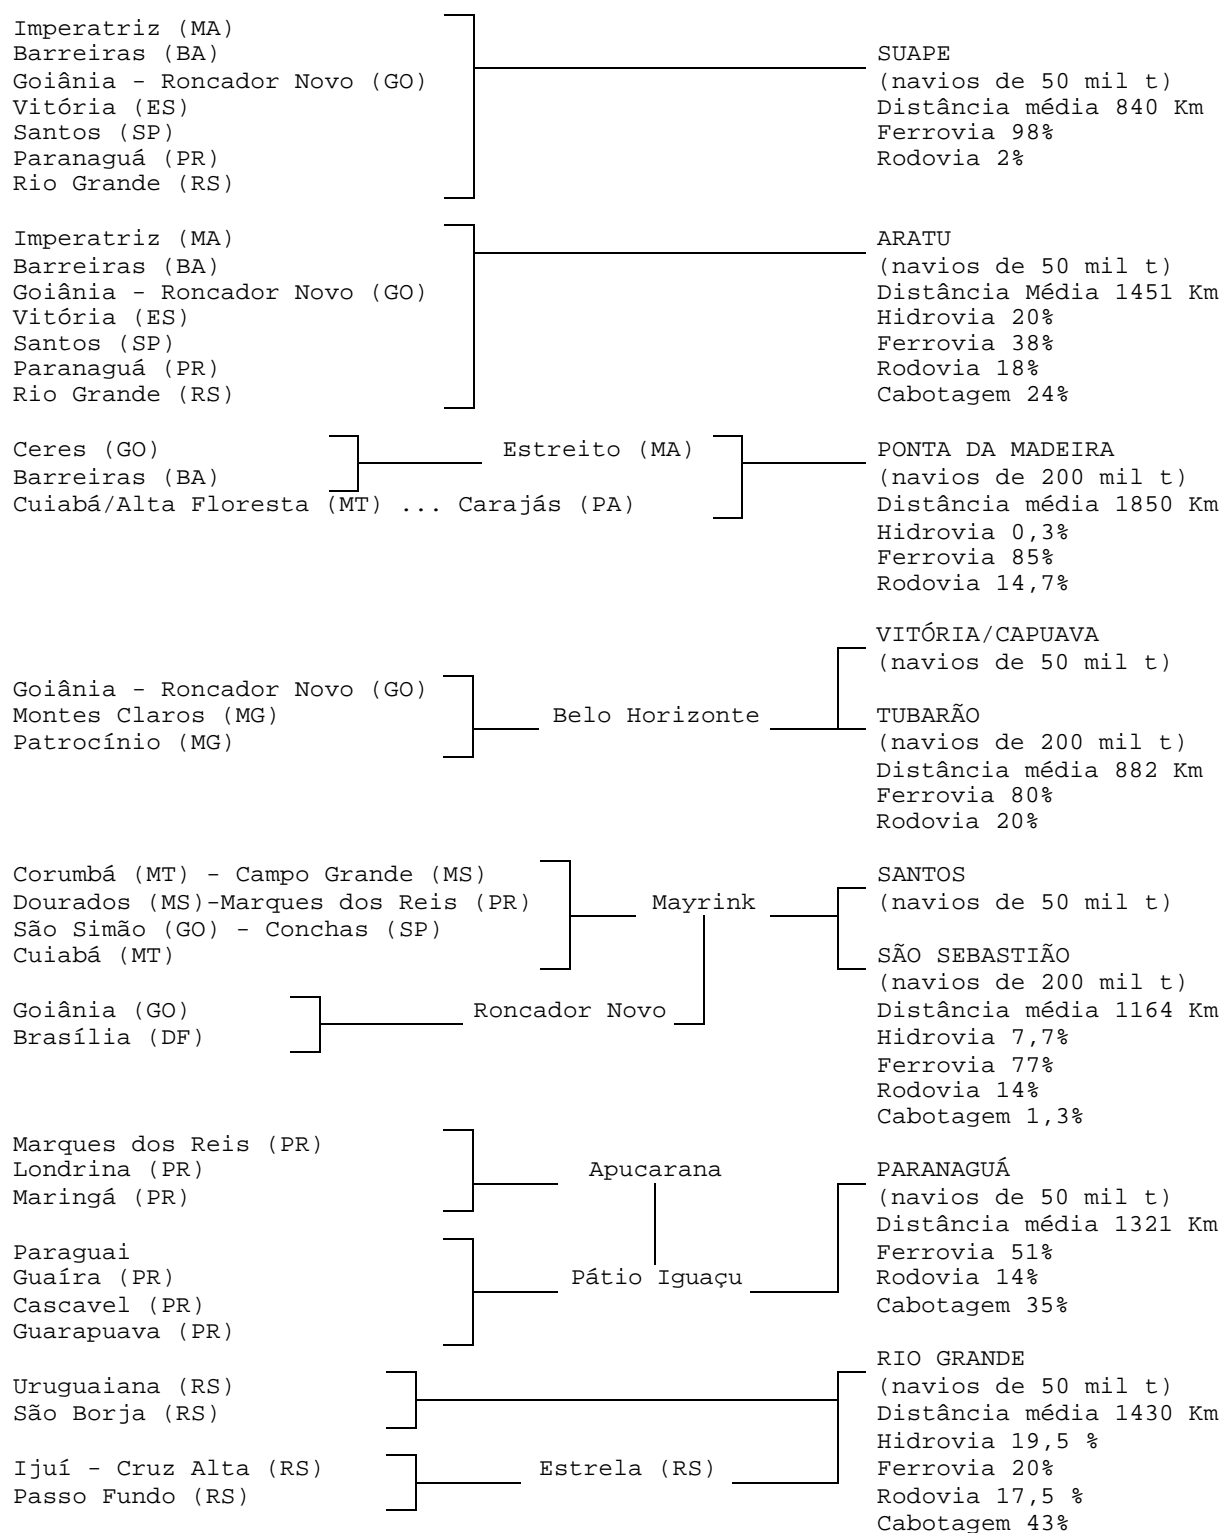 Imperatriz (MA)
Barreiras (BA)
Goiânia - Roncador Novo (GO)
Vitória (ES)
Santos (SP)
Paranaguá (PR)
Rio Grande (RS)
SUAPE
(navios de 50 mil t)
Distância média 840 Km
Ferrovia 98%
Rodovia 2%
Imperatriz (MA)
Barreiras (BA)
Goiânia - Roncador Novo (GO)
Vitória (ES)
Santos (SP)
Paranaguá (PR)
Rio Grande (RS)
ARATU
(navios de 50 mil t)
Distância Média 1451 Km
Hidrovia 20%
Ferrovia 38%
Rodovia 18%
Cabotagem 24%
Ceres (GO)
Barreiras (BA)
Estreito (MA)
Cuiabá/Alta Floresta (MT) ... Carajás (PA)
PONTA DA MADEIRA
(navios de 200 mil t)
Distância média 1850 Km
Hidrovia 0,3%
Ferrovia 85%
Rodovia 14,7%
Goiânia - Roncador Novo (GO)
Montes Claros (MG)
Patrocínio (MG)
Belo Horizonte
VITÓRIA/CAPUAVA
(navios de 50 mil t)
TUBARÃO
(navios de 200 mil t)
Distância média 882 Km
Ferrovia 80%
Rodovia 20%
Corumbá (MT) - Campo Grande (MS)
Dourados (MS)-Marques dos Reis (PR)
São Simão (GO) - Conchas (SP)
Cuiabá (MT)
Mayrink
Goiânia (GO)
Brasília (DF)
Roncador Novo
SANTOS
(navios de 50 mil t)
SÃO SEBASTIÃO
(navios de 200 mil t)
Distância média 1164 Km
Hidrovia 7,7%
Ferrovia 77%
Rodovia 14%
Cabotagem 1,3%
Marques dos Reis (PR)
Londrina (PR)
Maringá (PR)
Apucarana
Paraguai
Guaíra (PR)
Cascavel (PR)
Guarapuava (PR)
Pátio Iguaçu
PARANAGUÁ
(navios de 50 mil t)
Distância média 1321 Km
Ferrovia 51%
Rodovia 14%
Cabotagem 35%
Uruguaiana (RS)
São Borja (RS)
Ijuí - Cruz Alta (RS)
Passo Fundo (RS)
Estrela (RS)
RIO GRANDE
(navios de 50 mil t)
Distância média 1430 Km
Hidrovia 19,5 %
Ferrovia 20%
Rodovia 17,5 %
Cabotagem 43%